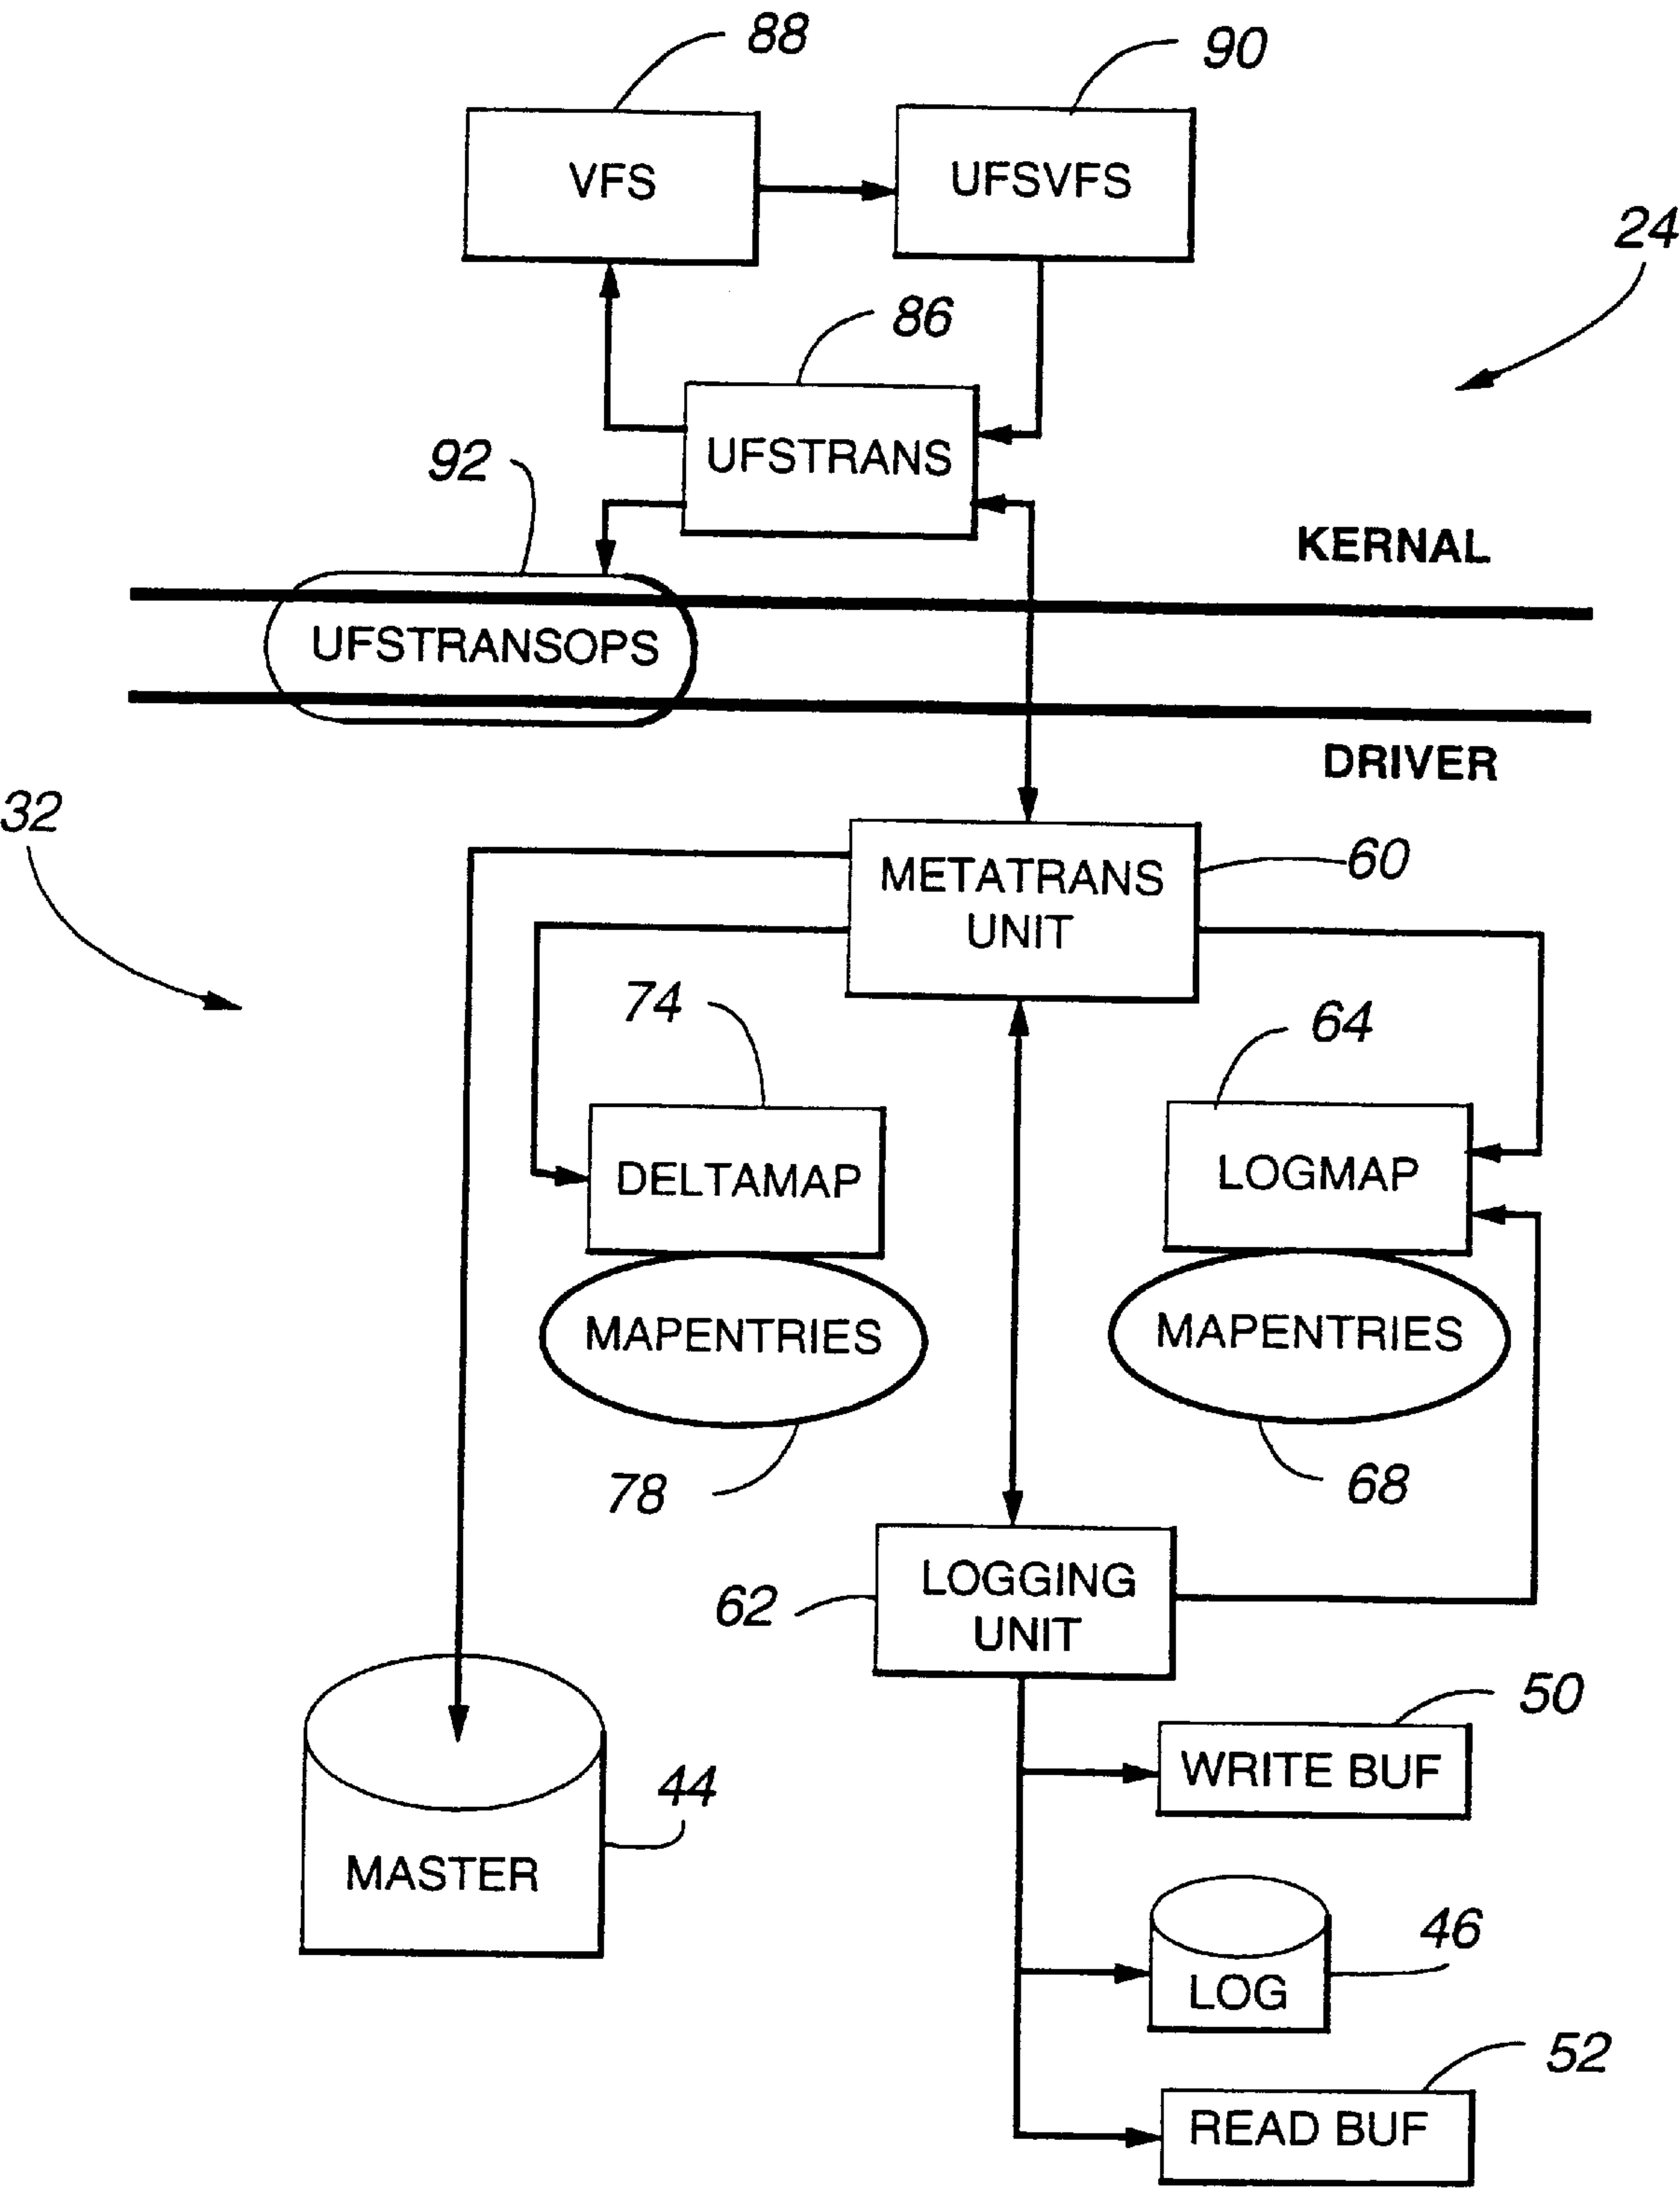 88
90
VFS
UFSVFS
24
86
UFSTRANS
92
KERNAL
UFSTRANSOPS
DRIVER
32
METATRANS
UNIT
60
74
64
DELTAMAP
LOGMAP
MAPENTRIES
MAPENTRIES
78
68
LOGGING
UNIT
62
50
WRITE BUF
44
MASTER
46
LOG
52
READ BUF